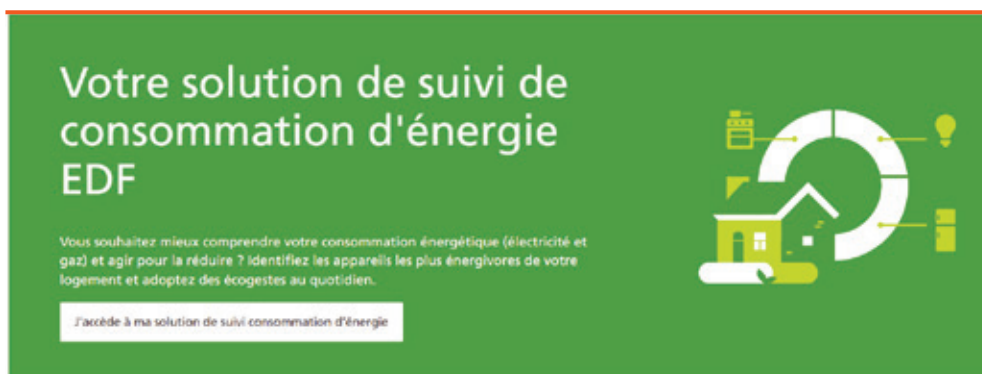 Votre solution de suivi de
consommation d'énergie
EDF
Vous souhaitez mieux comprendre votre consommation énergétique (électricité et
gaz) et agir pour la réduire ? Identifiez les appareils les plus énergivores de votre
logement et adoptez des écogestes au quotidien.
J'accède à ma solution de suivi consommation d'énergie